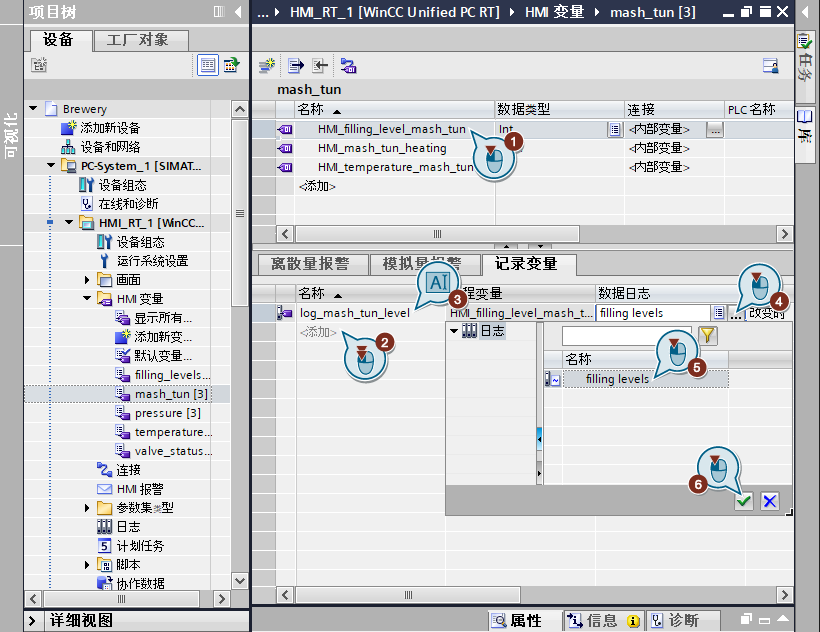 可视化
项目树
设备
工厂对象
Brewery
添加新设备
设备和网络
PC-System_1 [SIMAT...
设备组态
在线和诊断
HMI_RT_1 [WinCC...
设备组态
运行系统设置
画面
HMI 变量
显示所有...
添加新变...
默认变量...
filling_levels...
mash_tun [3]
pressure [3]
temperature...
valve_status...
连接
HMI 报警
参数集类型
日志
计划任务
脚本
协作数据
详细视图
... HMI_RT_1 [WinCC Unified PC RT] HMI 变量 mash_tun [3]
mash_tun
名称 数据类型 连接 PLC 名称
HMI_filling_level_mash_tun Int <内部变量> ...
HMI_mash_tun_heating <内部变量>
HMI_temperature_mash_tun <内部变量>
<添加>
1
离散量报警 模拟量报警 记录变量
名称 程变量 数据日志
log_mash_tun_level HMI_filling_level_mash_t... filling levels ... 改变时
<添加>
AI
3
4
2
日志
名称
filling levels
5
6
属性 信息 诊断
任务
库